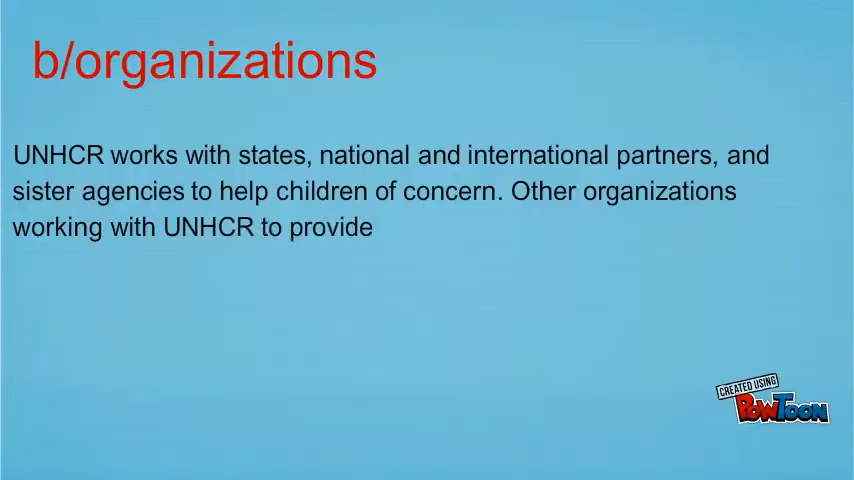 b/organizations
UNHCR works with states, national and international partners, and
sister agencies to help children of concern. Other organizations
working with UNHCR to provide
CREATED USING
POWTOON